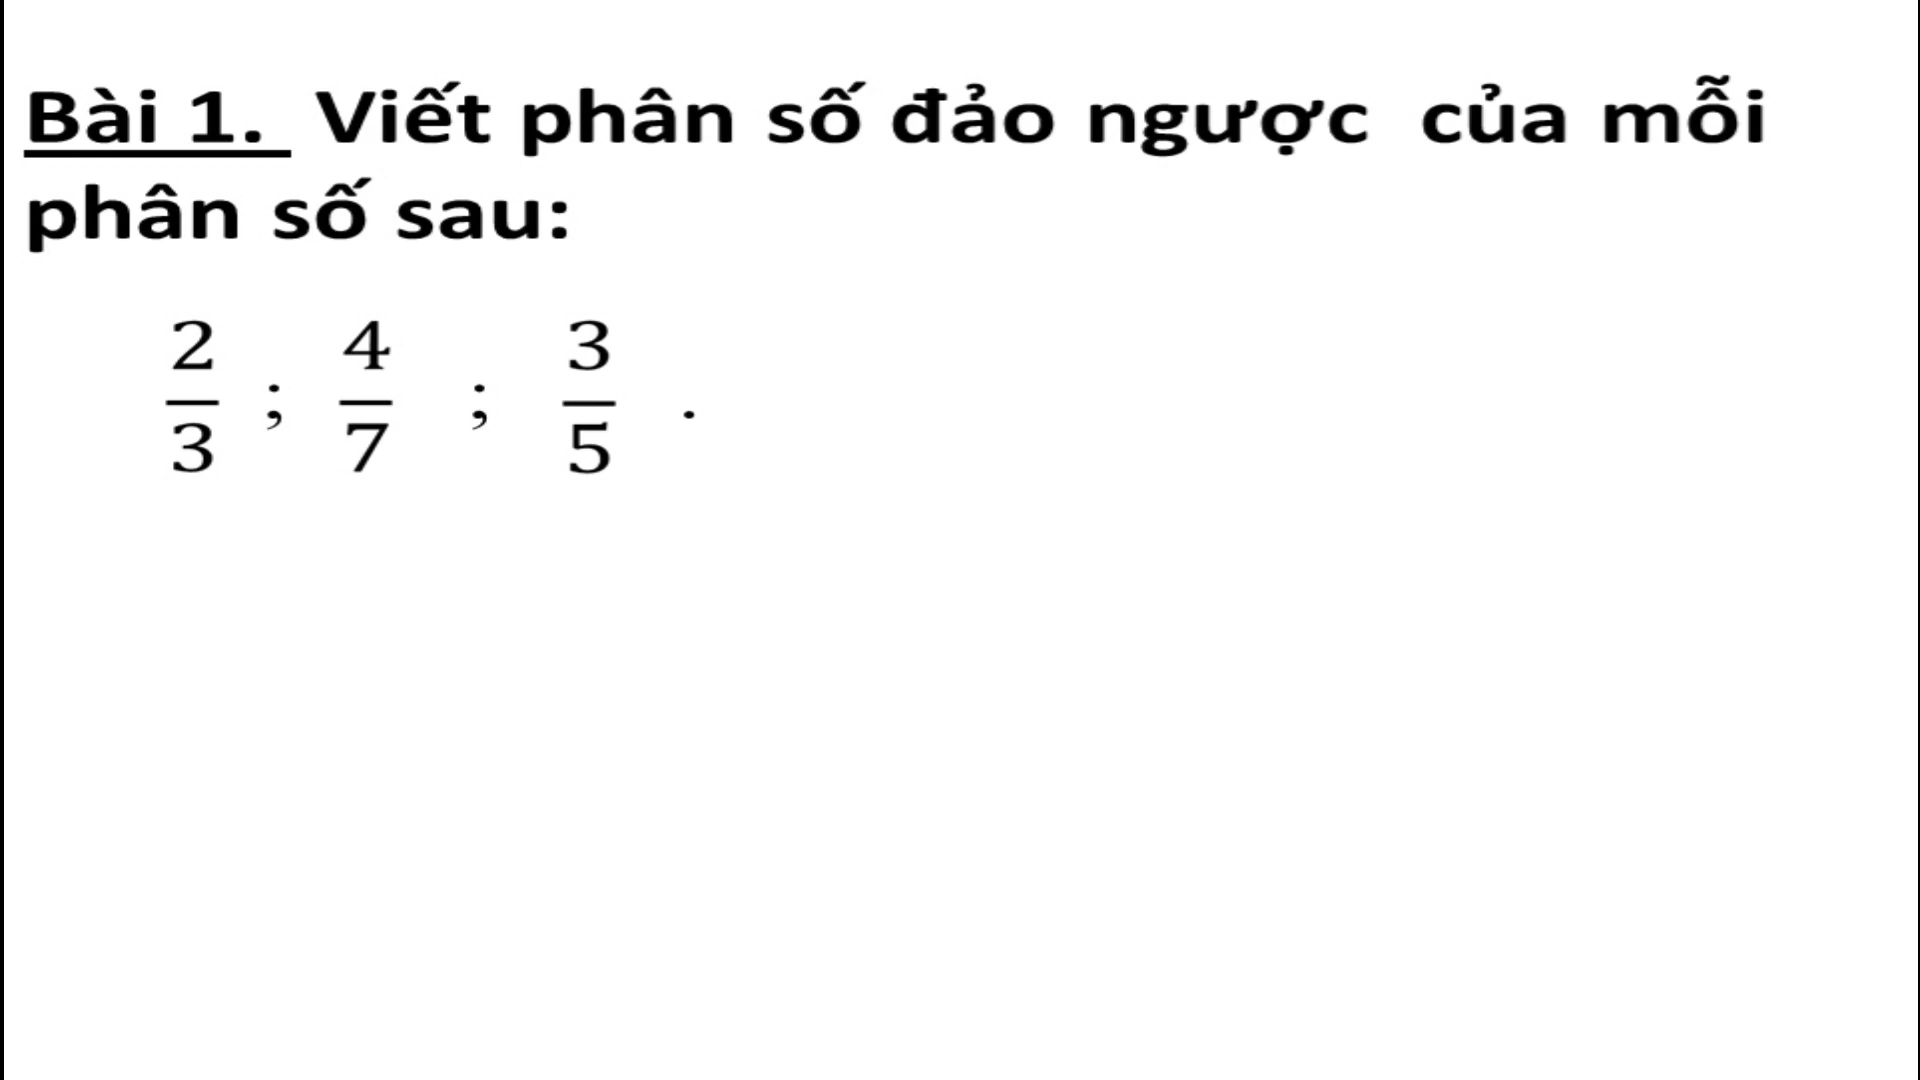 Bài 1. Viết phân số đảo ngược của mỗi
phân số sau:
2/3 ; 4/7 ; 3/5 .